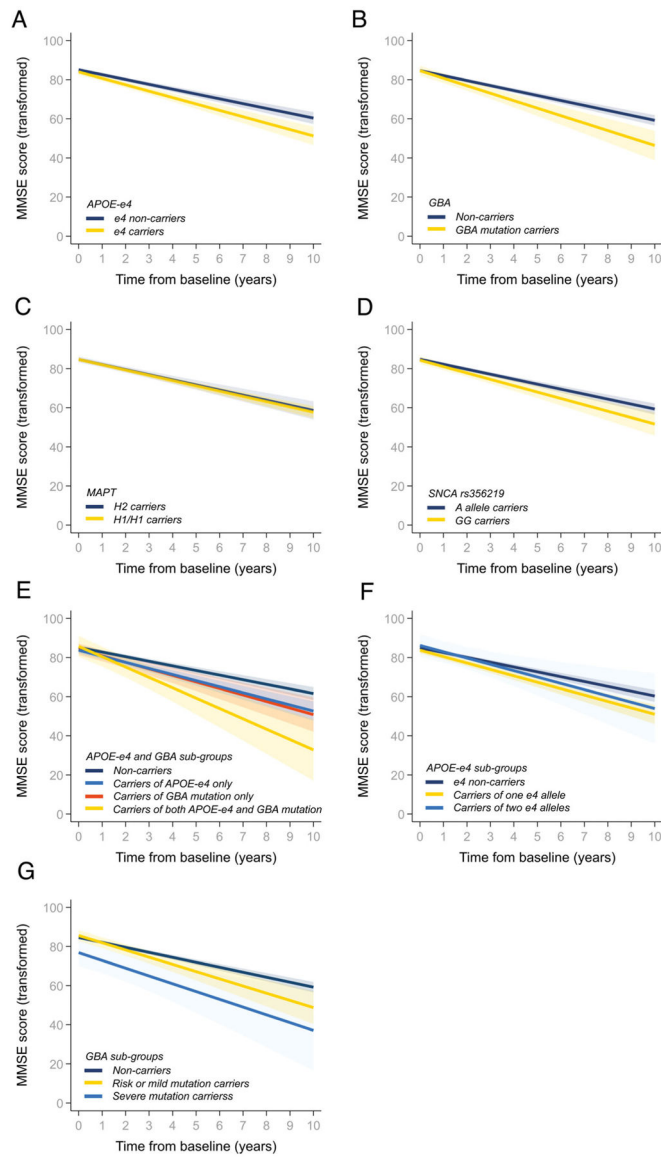 A
MMSE score (transformed)
100
80
60
40
20
0
APOE-e4
e4 non-carriers
e4 carriers
0 1 2 3 4 5 6 7 8 9 10
Time from baseline (years)
B
MMSE score (transformed)
100
80
60
40
20
0
GBA
Non-carriers
GBA mutation carriers
0 1 2 3 4 5 6 7 8 9 10
Time from baseline (years)
C
MMSE score (transformed)
100
80
60
40
20
0
MAPT
H2 carriers
H1/H1 carriers
0 1 2 3 4 5 6 7 8 9 10
Time from baseline (years)
D
MMSE score (transformed)
100
80
60
40
20
0
SNCA rs356219
A allele carriers
GG carriers
0 1 2 3 4 5 6 7 8 9 10
Time from baseline (years)
E
MMSE score (transformed)
100
80
60
40
20
0
APOE-e4 and GBA sub-groups
Non-carriers
Carriers of APOE-e4 only
Carriers of GBA mutation only
Carriers of both APOE-e4 and GBA mutation
0 1 2 3 4 5 6 7 8 9 10
Time from baseline (years)
F
MMSE score (transformed)
100
80
60
40
20
0
APOE-e4 sub-groups
e4 non-carriers
Carriers of one e4 allele
Carriers of two e4 alleles
0 1 2 3 4 5 6 7 8 9 10
Time from baseline (years)
G
MMSE score (transformed)
100
80
60
40
20
0
GBA sub-groups
Non-carriers
Risk or mild mutation carriers
Severe mutation carrierss
0 1 2 3 4 5 6 7 8 9 10
Time from baseline (years)